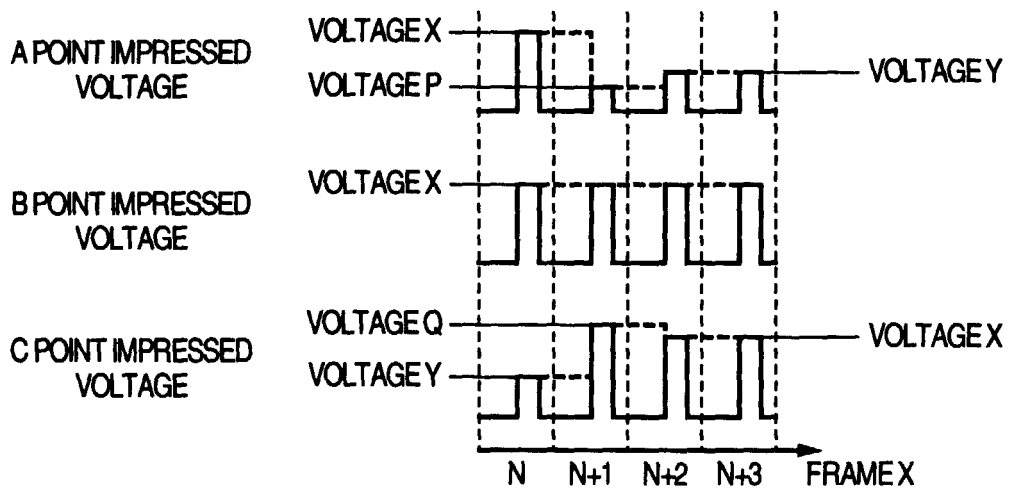 A POINT IMPRESSED
VOLTAGE
VOLTAGE X
VOLTAGE P
VOLTAGE Y
B POINT IMPRESSED
VOLTAGE
VOLTAGE X
C POINT IMPRESSED
VOLTAGE
VOLTAGE Q
VOLTAGE Y
VOLTAGE X
N N+1 N+2 N+3 FRAME X